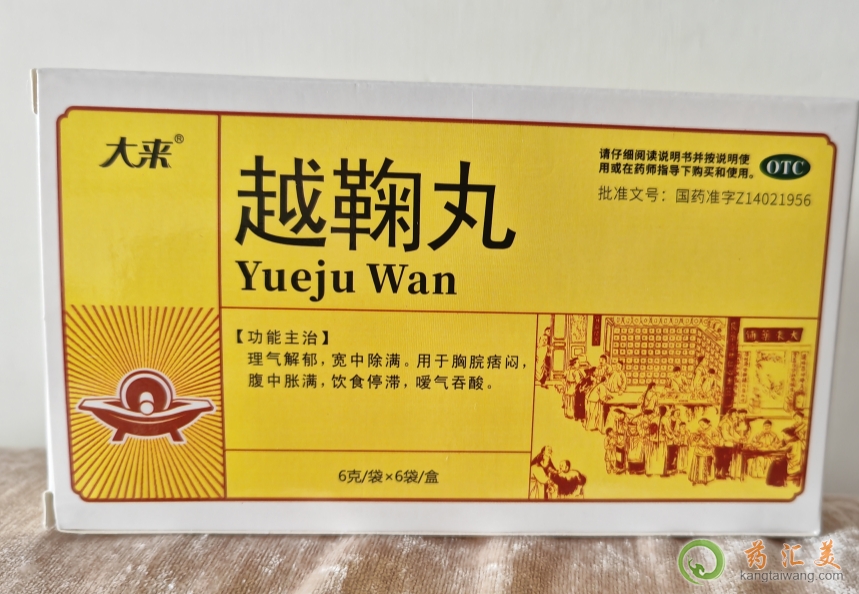 大来®
越鞠丸
Yueju Wan
请仔细阅读说明书并按说明使
用或在药师指导下购买和使用。
OTC
批准文号：国药准字Z14021956
【功能主治】
理气解郁，宽中除满。用于胸脘痞闷，
腹中胀满，饮食停滞，嗳气吞酸。
6克/袋×6袋/盒
药汇美
kangtaiwang.com